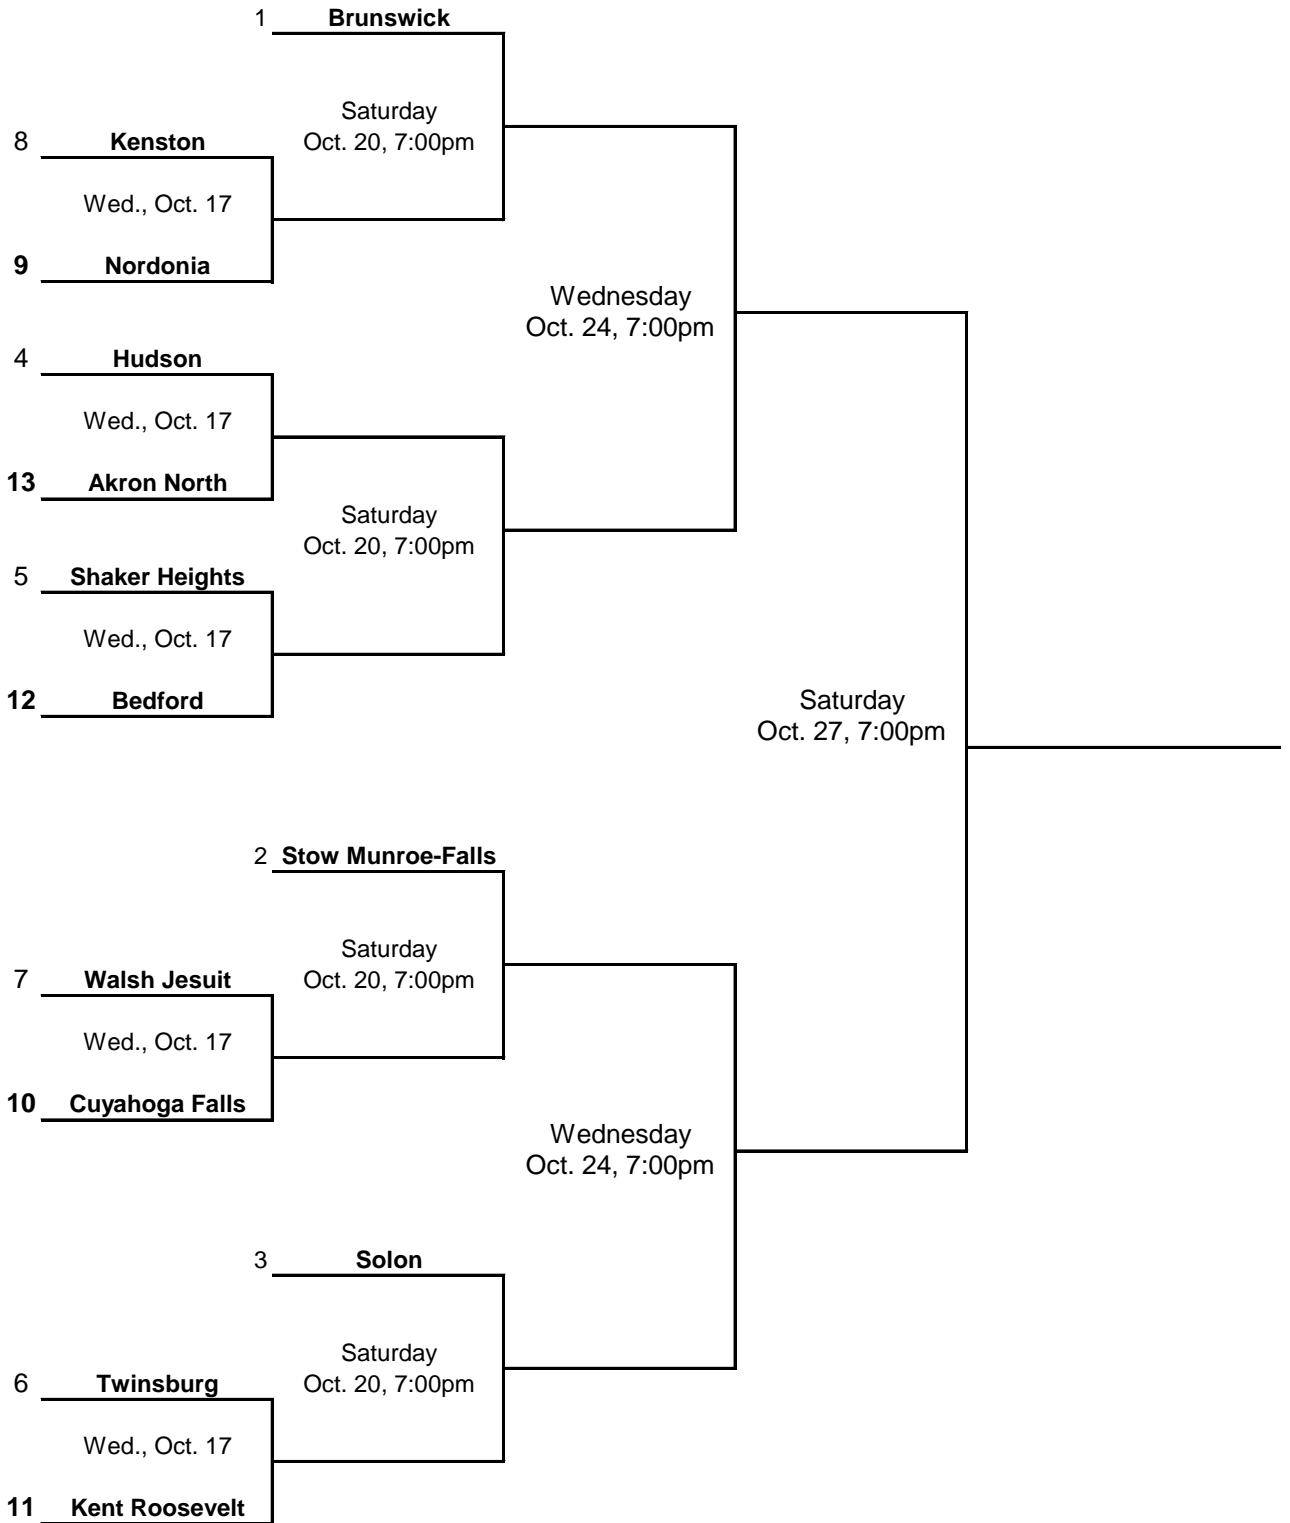 1 Brunswick
Saturday
Oct. 20, 7:00pm
8 Kenston
Wed., Oct. 17
9 Nordonia
Wednesday
Oct. 24, 7:00pm
4 Hudson
Wed., Oct. 17
13 Akron North
Saturday
Oct. 20, 7:00pm
5 Shaker Heights
Wed., Oct. 17
12 Bedford
Saturday
Oct. 27, 7:00pm
2 Stow Munroe-Falls
Saturday
Oct. 20, 7:00pm
7 Walsh Jesuit
Wed., Oct. 17
10 Cuyahoga Falls
Wednesday
Oct. 24, 7:00pm
3 Solon
Saturday
Oct. 20, 7:00pm
6 Twinsburg
Wed., Oct. 17
11 Kent Roosevelt